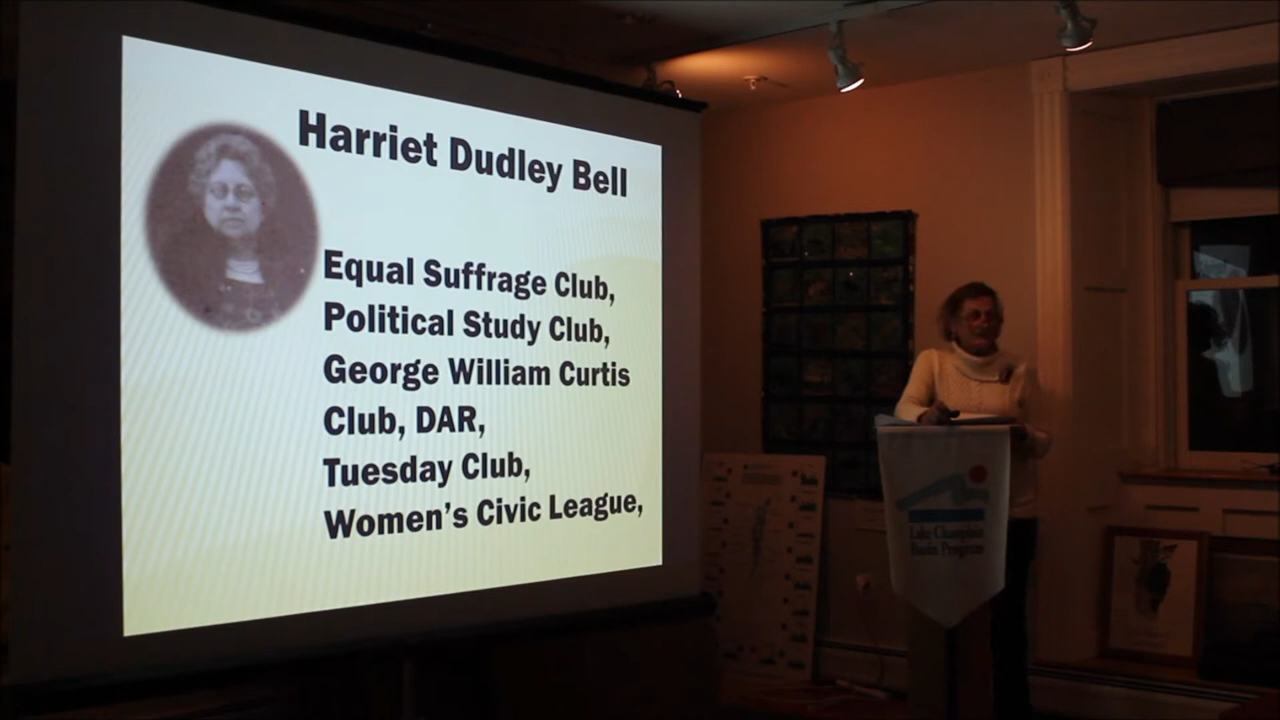 Harriet Dudley Bell
Equal Suffrage Club,
Political Study Club,
George William Curtis
Club, DAR,
Tuesday Club,
Women's Civic League,
Lake Champlain
Basin Program